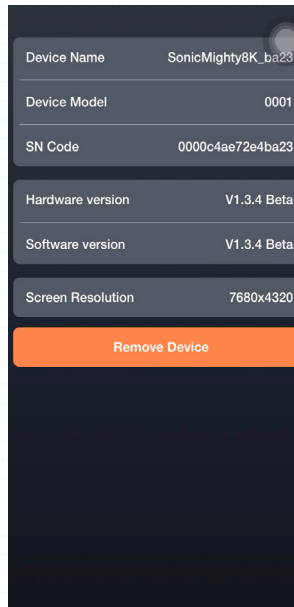 Device Name SonicMighty8K_ba23
Device Model 0001
SN Code 0000c4ae72e4ba23
Hardware version V1.3.4 Beta
Software version V1.3.4 Beta
Screen Resolution 7680x4320
Remove Device